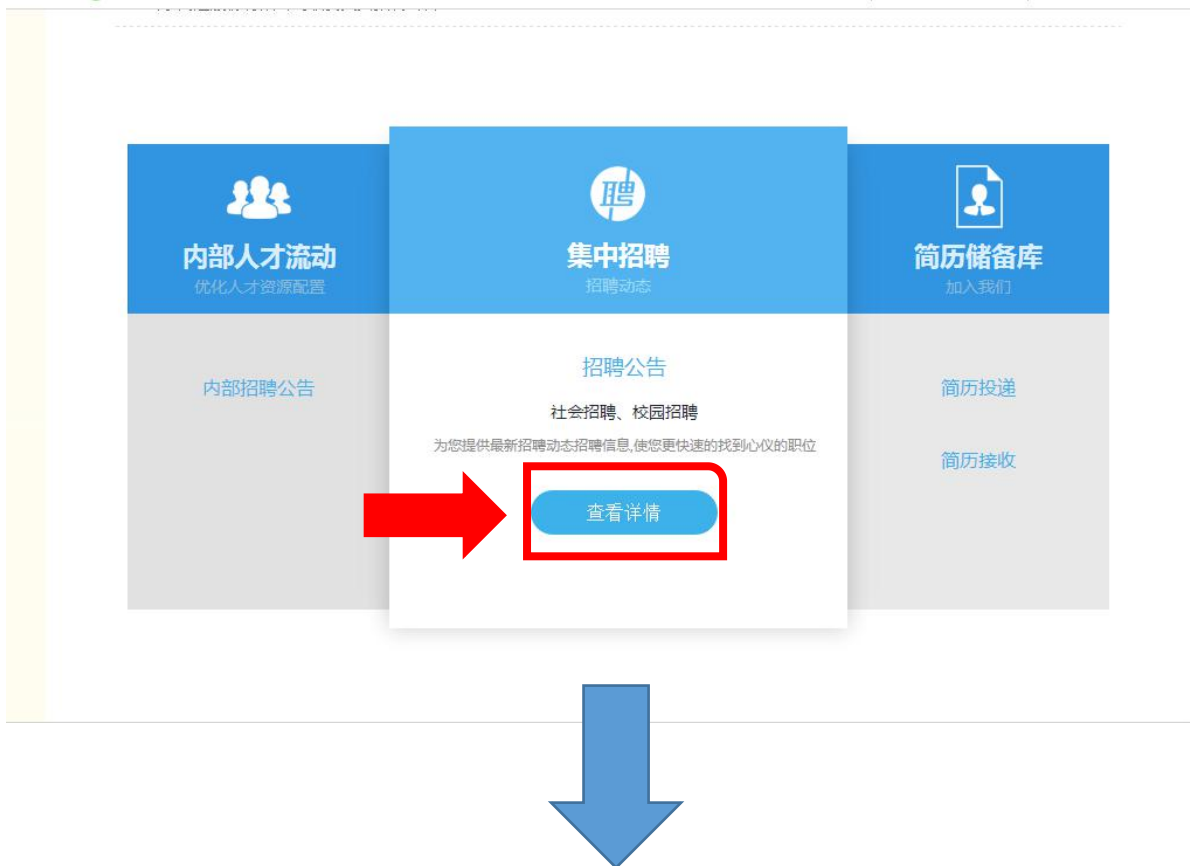 聘
内部人才流动
优化人才资源配置
集中招聘
招聘动态
简历储备库
加入我们
内部招聘公告
招聘公告
社会招聘、校园招聘
为您提供最新招聘动态招聘信息,使您更快速的找到心仪的职位
查看详情
简历投递
简历接收